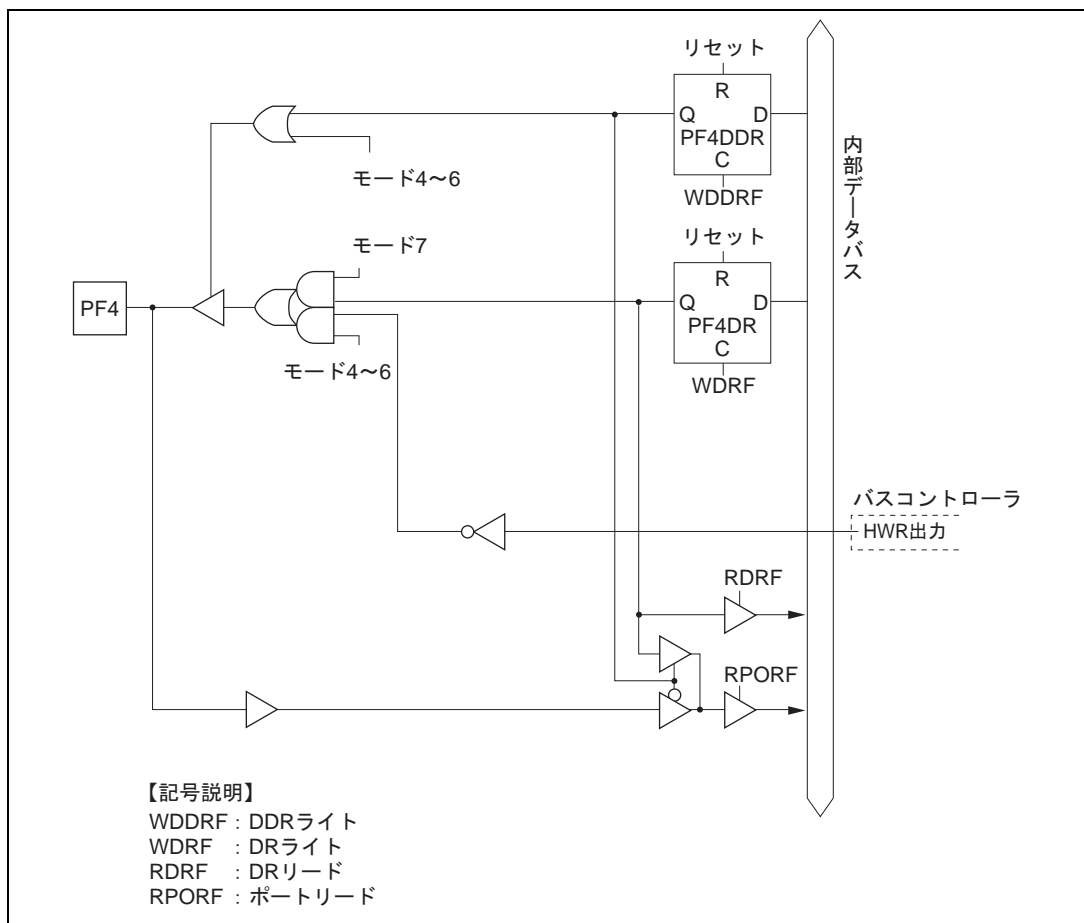 リセット
R
Q D
PF4DDR
C
WDDRF
モード4～6
内部データバス
モード7
リセット
R
Q D
PF4DR
C
WDRF
PF4
モード4～6
バスコントローラ
HWR出力
RDRF
RPORF
【記号説明】
WDDRF : DDRライト
WDRF : DRライト
RDRF : DRリード
RPORF : ポートリード